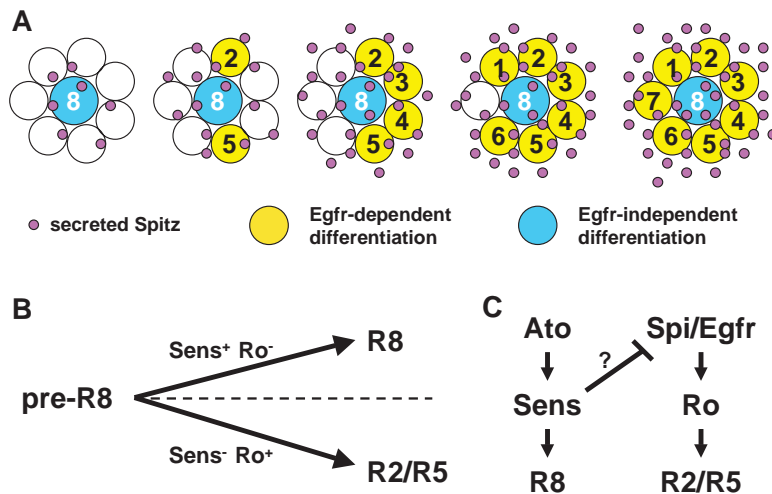 A
8
2
8
5
2
3
8
4
5
1
2
3
8
4
6
5
1
2
3
7
8
4
6
5
secreted Spitz
Egfr-dependent
differentiation
Egfr-independent
differentiation
B
pre-R8
Sens⁺ Ro⁻
R8
Sens⁻ Ro⁺
R2/R5
C
Ato
Spi/Egfr
?
Sens
Ro
R8
R2/R5